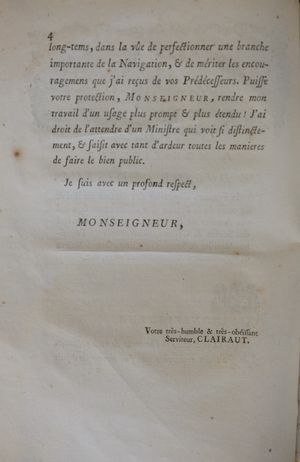 4
long-tems, dans la vûe de perfectionner une branche
importante de la Navigation, & de mériter les encou-
ragemens que j'ai reçus de vos Prédécesseurs. Puisse
votre protection, MONSEIGNEUR, rendre mon
travail d'un usage plus prompt & plus étendu ! J'ai
droit de l'attendre d'un Ministre qui voit si distincte-
ment, & saisit avec tant d'ardeur toutes les manieres
de faire le bien public.
Je suis avec un profond respect,
MONSEIGNEUR,
Votre très-humble & très-obéissant
Serviteur, CLAIRAUT.